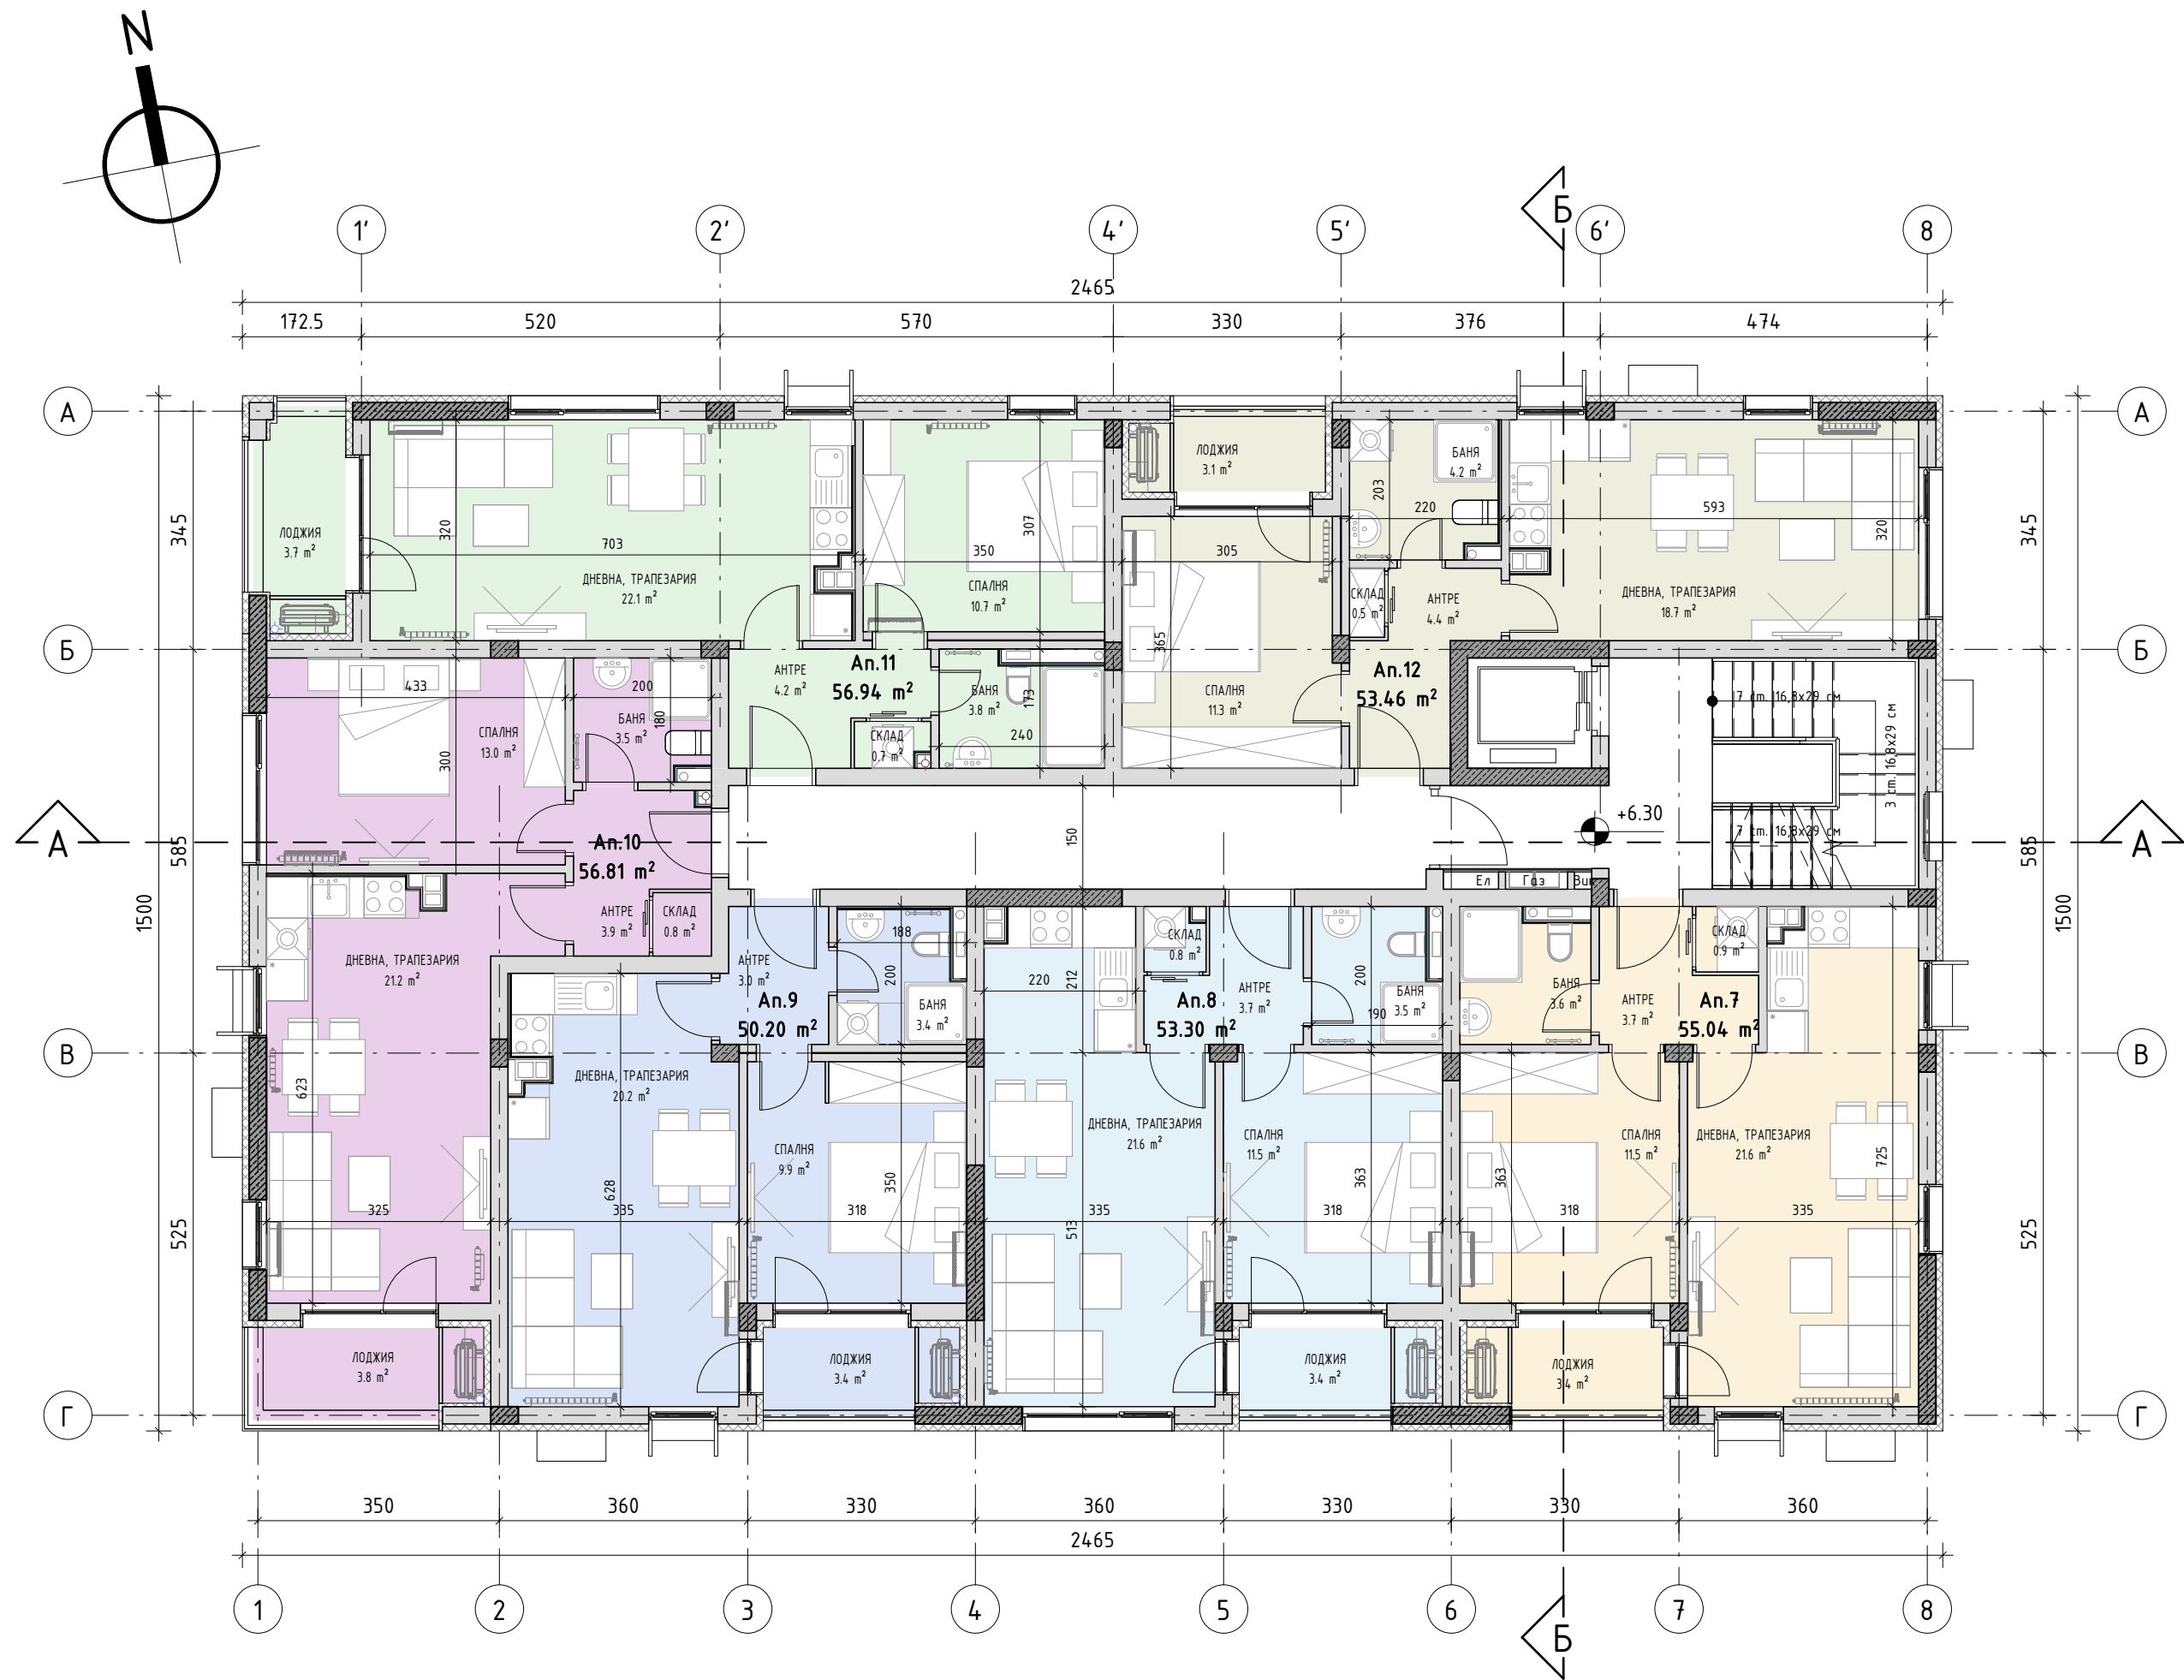 N
1' 2' 4' 5' Б 6' 8
2465
172.5 520 570 330 376 474
А А
345 345
ЛОДЖИЯ
3.7 m²
320
703
ДНЕВНА, ТРАПЕЗАРИЯ
22.1 m²
307
350
СПАЛНЯ
10.7 m²
ЛОДЖИЯ
3.1 m²
305
365
СПАЛНЯ
11.3 m²
БАНЯ
4.2 m²
203
220
СКЛАД
0.5 m²
АНТРЕ
4.4 m²
593
320
ДНЕВНА, ТРАПЕЗАРИЯ
18.7 m²
Б Б
433
300
СПАЛНЯ
13.0 m²
200
180
БАНЯ
3.5 m²
АНТРЕ
4.2 m²
Ап.11
56.94 m²
СКЛАД
0.7 m²
БАНЯ
3.8 m²
173
240
Ап.12
53.46 m²
7 cm. 16,8x29 см
3 cm. 16,8x29 см
7 cm. 16,8x29 см
+6.30
150
А А
585 585
1500 1500
Ап.10
56.81 m²
АНТРЕ
3.9 m²
СКЛАД
0.8 m²
Ел Газ Вик
ДНЕВНА, ТРАПЕЗАРИЯ
21.2 m²
623
325
ЛОДЖИЯ
3.8 m²
АНТРЕ
3.0 m²
Ап.9
50.20 m²
188
200
БАНЯ
3.4 m²
ДНЕВНА, ТРАПЕЗАРИЯ
20.2 m²
628
335
СПАЛНЯ
9.9 m²
350
318
ЛОДЖИЯ
3.4 m²
220
212
СКЛАД
0.8 m²
Ап.8
53.30 m²
АНТРЕ
3.7 m²
200
БАНЯ
3.5 m²
190
ДНЕВНА, ТРАПЕЗАРИЯ
21.6 m²
335
513
СПАЛНЯ
11.5 m²
363
318
ЛОДЖИЯ
3.4 m²
БАНЯ
3.6 m²
АНТРЕ
3.7 m²
СКЛАД
0.9 m²
Ап.7
55.04 m²
363
318
СПАЛНЯ
11.5 m²
ДНЕВНА, ТРАПЕЗАРИЯ
21.6 m²
725
335
ЛОДЖИЯ
3.4 m²
В В
525 525
Г Г
350 360 330 360 330 330 360
2465
1 2 3 4 5 6 Б 7 8